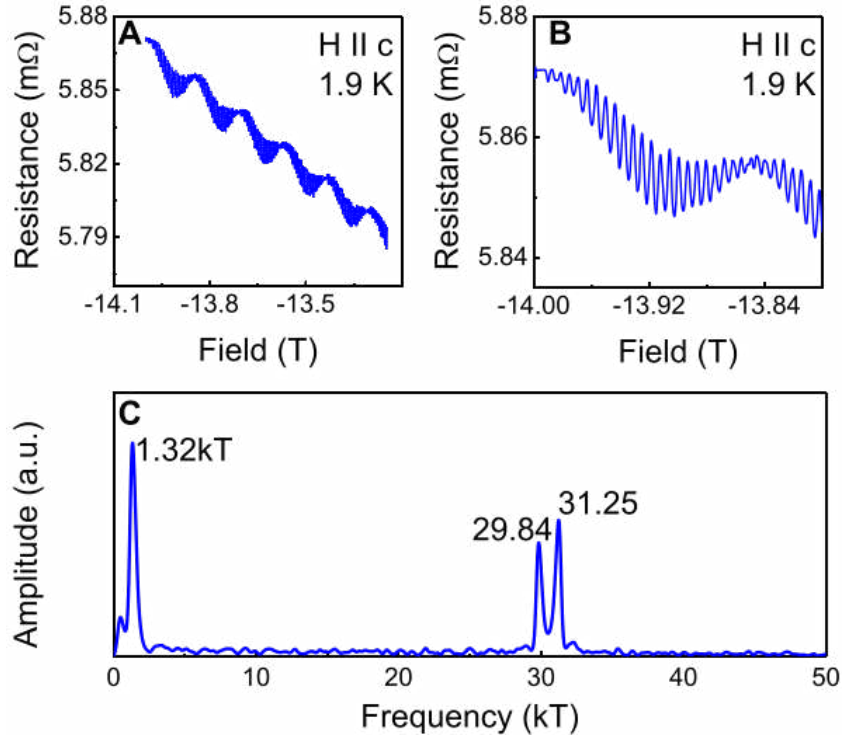 A
H II c
1.9 K
Resistance (mΩ)
5.88
5.85
5.82
5.79
-14.1
-13.8
-13.5
Field (T)
B
H II c
1.9 K
Resistance (mΩ)
5.88
5.86
5.84
-14.00
-13.92
-13.84
Field (T)
C
1.32kT
29.84
31.25
Amplitude (a.u.)
0
10
20
30
40
50
Frequency (kT)